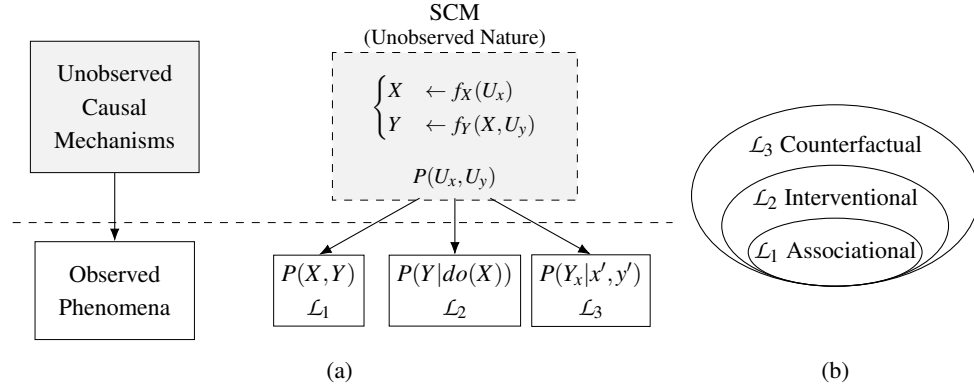 SCM
(Unobserved Nature)
Unobserved
Causal
Mechanisms
X ← f_X(U_x)
Y ← f_Y(X, U_y)
P(U_x, U_y)
Observed
Phenomena
P(X, Y)
ℒ₁
P(Y|do(X))
ℒ₂
P(Y_x|x′, y′)
ℒ₃
(a)
ℒ₃ Counterfactual
ℒ₂ Interventional
ℒ₁ Associational
(b)